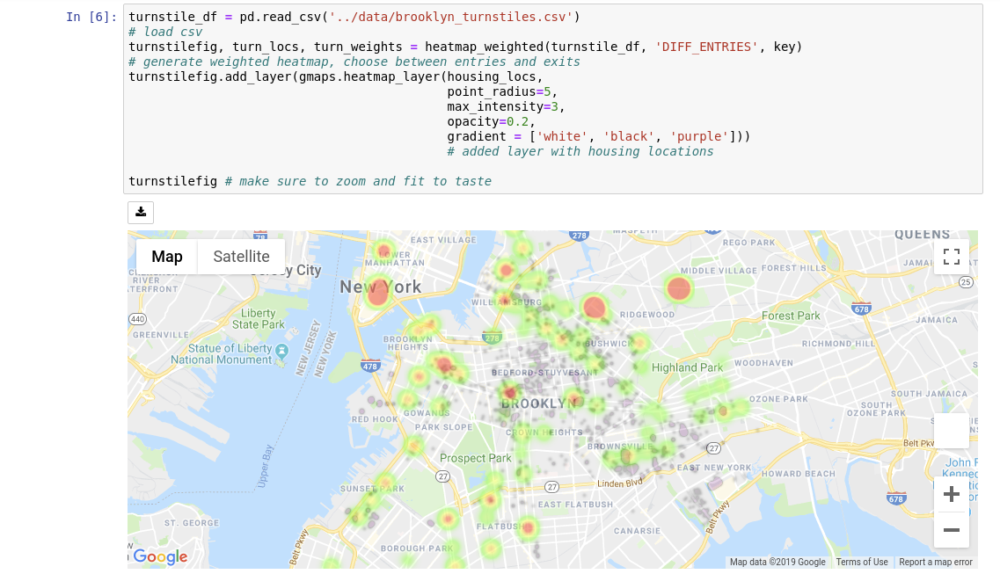 In [6]:
turnstile_df = pd.read_csv('../data/brooklyn_turnstiles.csv')
# load csv
turnstilefig, turn_locs, turn_weights = heatmap_weighted(turnstile_df, 'DIFF_ENTRIES', key)
# generate weighted heatmap, choose between entries and exits
turnstilefig.add_layer(gmaps.heatmap_layer(housing_locs,
point_radius=5,
max_intensity=3,
opacity=0.2,
gradient = ['white', 'black', 'purple']))
# added layer with housing locations
turnstilefig # make sure to zoom and fit to taste
Map
Satellite
78
EAST VILLAGE
278
MASPETH
REGO PARK
QUEENS
LOWER
MANHATTAN
Jersey City
New York
RIVER
MIDDLE VILLAGE
FOREST HILLS
25
WILLIAMSBURG
RIDGEWOOD
678
440
Liberty
State Park
Forest Park
JAMAICA
GREENVILLE
NEW JERSEY
NEW YORK
BROOKLYN
HEIGHTS
278
BUSHWICK
RICHMOND HILL
Statue of Liberty
National Monument
478
BEDFORD-STUYVESANT
Highland Park
WOODHAVEN
BROOKLYN
OZONE PARK
SOUTH JAMAICA
GOWANUS
RED HOOK
PARK SLOPE
SOUTH
OZONE PARK
CROWN HEIGHTS
BROWNSVILLE
27
Belt Pkwy
Upper Bay
Prospect Park
27
27
Linden Blvd
EAST NEW YORK
HOWARD BEACH
John F
SUNSET PARK
EAST FLATBUSH
Belt Pkwy
678
ST. GEORGE
FLATBUSH
CANARSIE
Belt Pkwy
BOROUGH PARK
Google
Map data ©2019 Google
Terms of Use
Report a map error